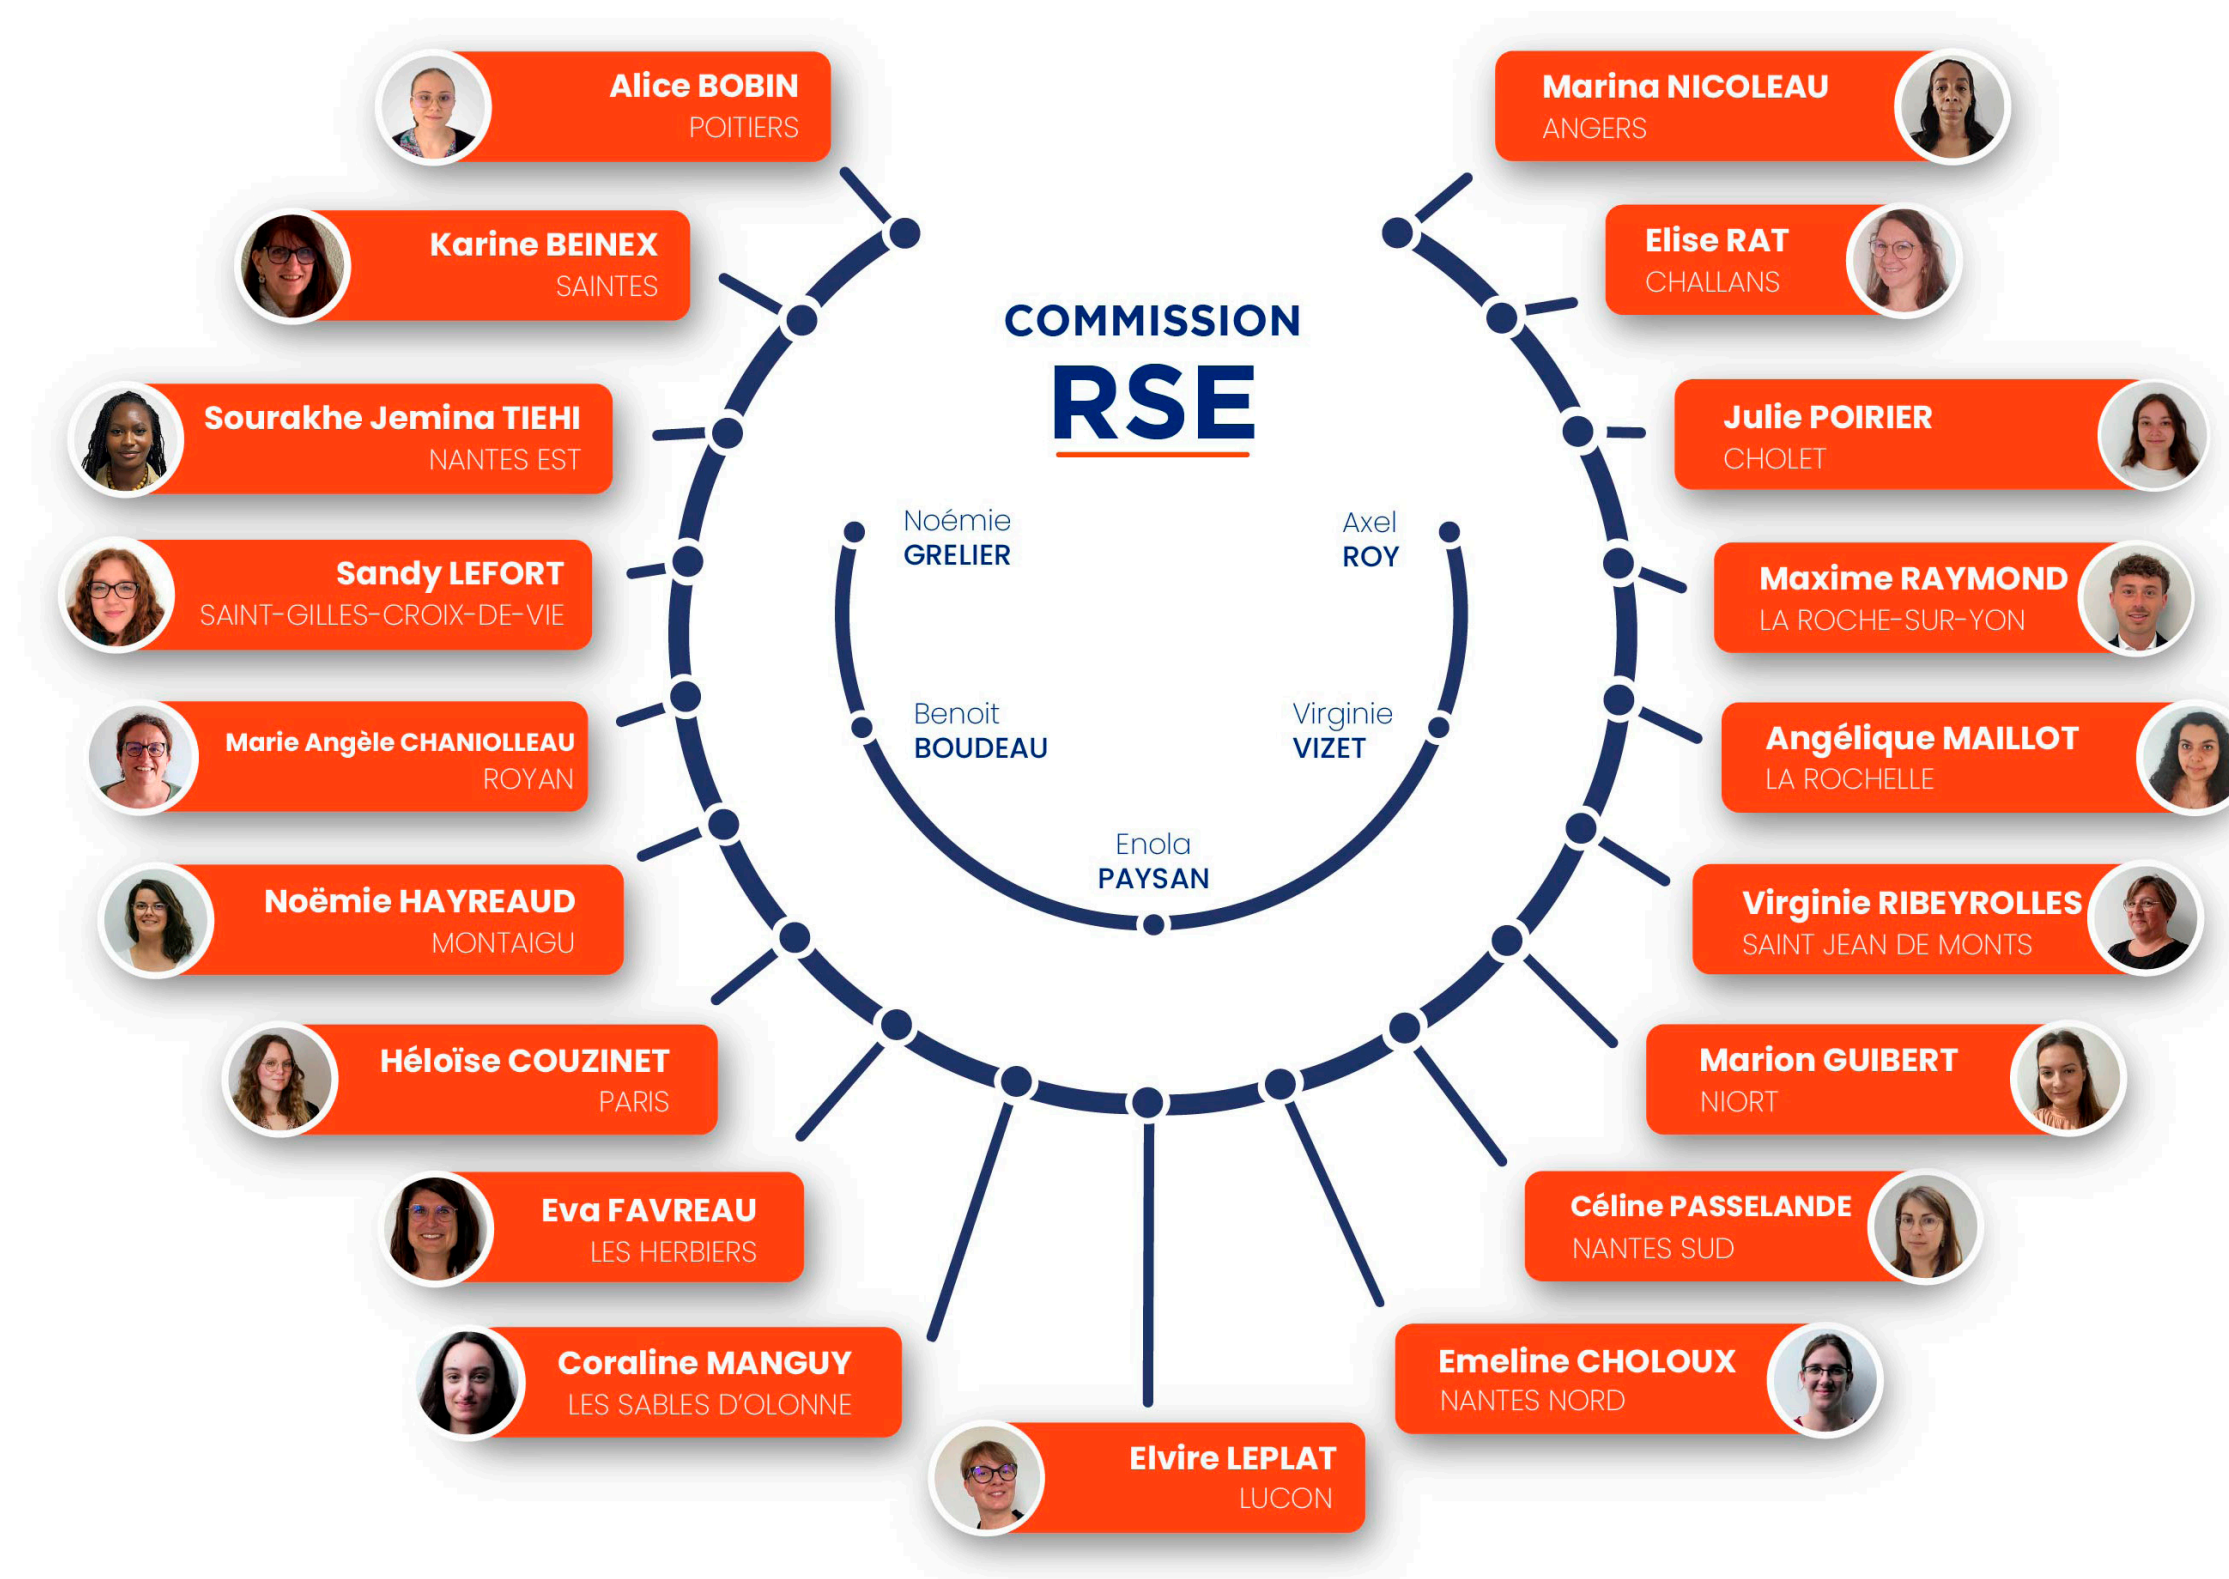 COMMISSION
RSE
Noémie
GRELIER
Axel
ROY
Benoit
BOUDEAU
Virginie
VIZET
Enola
PAYSAN
Alice BOBIN
POITIERS
Karine BEINEX
SAINTES
Sourakhe Jemina TIEHI
NANTES EST
Sandy LEFORT
SAINT-GILLES-CROIX-DE-VIE
Marie Angèle CHANIOLLEAU
ROYAN
Noëmie HAYREAUD
MONTAIGU
Héloïse COUZINET
PARIS
Eva FAVREAU
LES HERBIERS
Coraline MANGUY
LES SABLES D'OLONNE
Elvire LEPLAT
LUCON
Marina NICOLEAU
ANGERS
Elise RAT
CHALLANS
Julie POIRIER
CHOLET
Maxime RAYMOND
LA ROCHE-SUR-YON
Angélique MAILLOT
LA ROCHELLE
Virginie RIBEYROLLES
SAINT JEAN DE MONTS
Marion GUIBERT
NIORT
Céline PASSELANDE
NANTES SUD
Emeline CHOLOUX
NANTES NORD